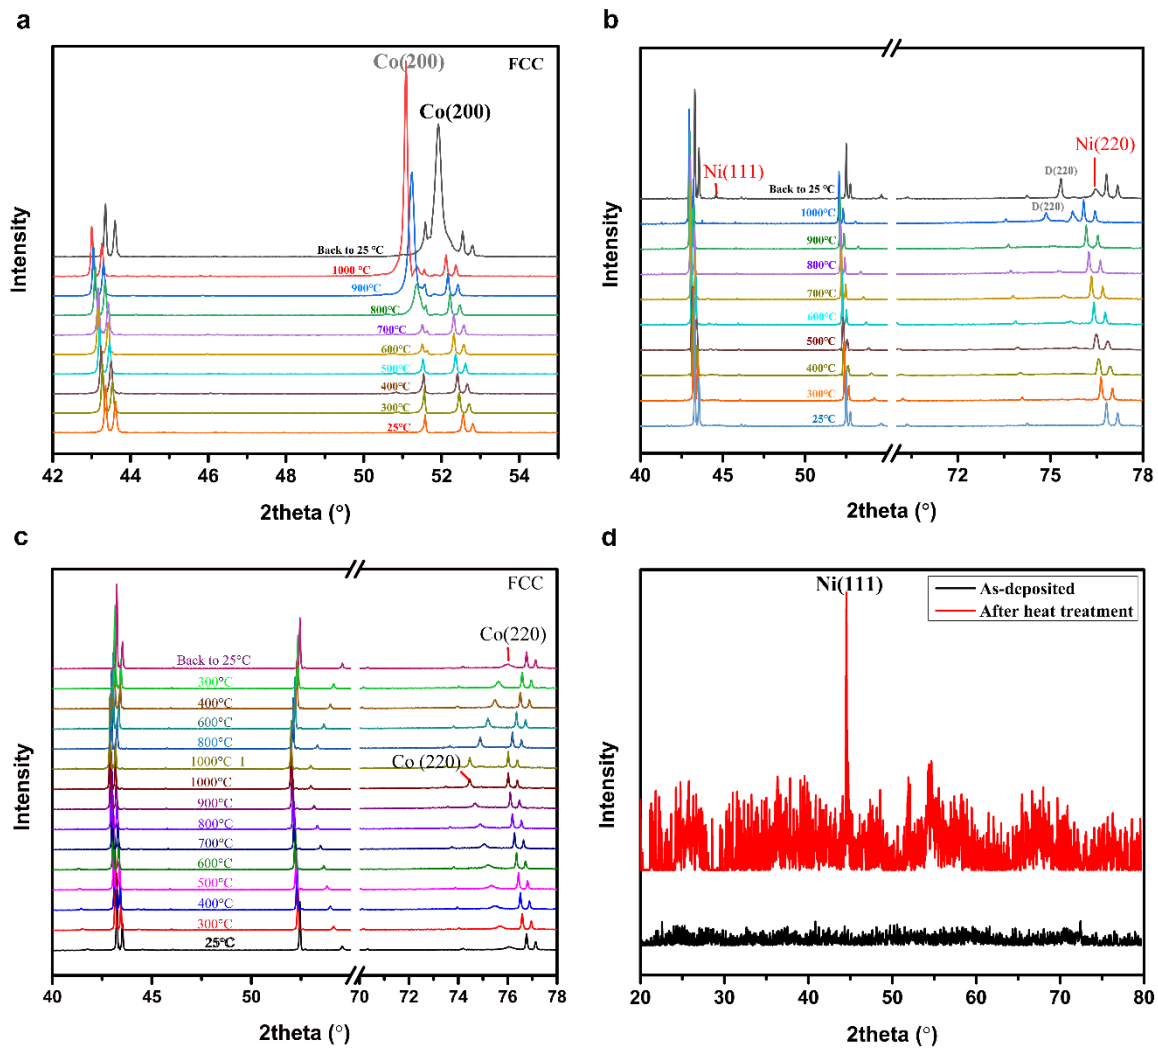 a
Co(200)
FCC
Co(200)
Back to 25 °C
1000 °C
900°C
800°C
700°C
600°C
500°C
400°C
300°C
25°C
Intensity
42 44 46 48 50 52 54
2theta (°)
b
Ni(111)
Ni(220)
D(220)
Back to 25 °C
D(220)
1000°C
900°C
800°C
700°C
600°C
500°C
400°C
300°C
25°C
Intensity
40 45 50 72 75 78
2theta (°)
c
FCC
Co(220)
Back to 25°C
300°C
400°C
600°C
800°C
1000°C I
Co (220)
1000°C
900°C
800°C
700°C
600°C
500°C
400°C
300°C
25°C
Intensity
40 45 50 70 72 74 76 78
2theta (°)
d
Ni(111)
As-deposited
After heat treatment
Intensity
20 30 40 50 60 70 80
2theta (°)